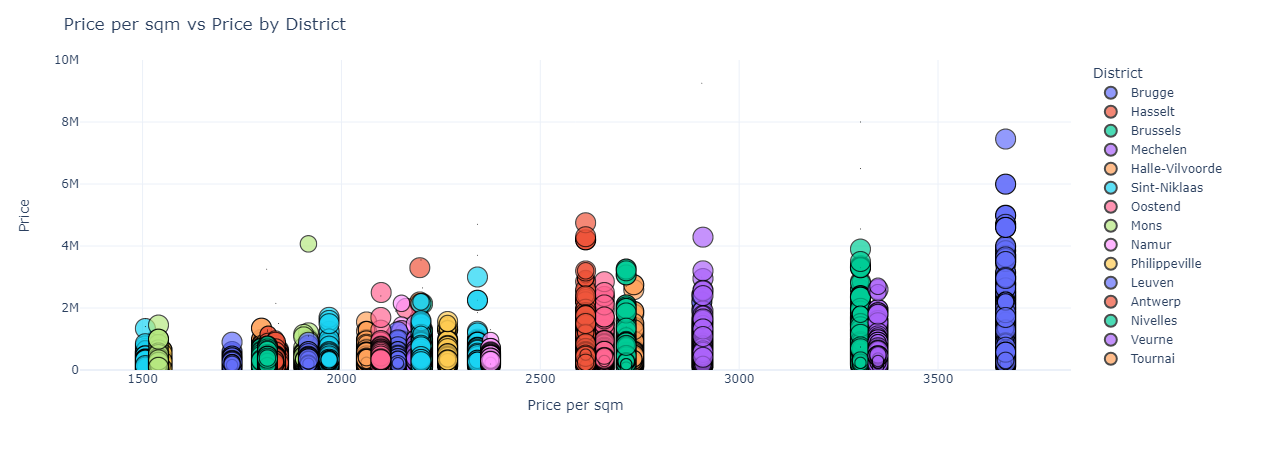 Price per sqm vs Price by District
10M
8M
6M
4M
2M
0
1500
2000
2500
3000
3500
Price per sqm
Price
District
Brugge
Hasselt
Brussels
Mechelen
Halle-Vilvoorde
Sint-Niklaas
Oostend
Mons
Namur
Philippeville
Leuven
Antwerp
Nivelles
Veurne
Tournai